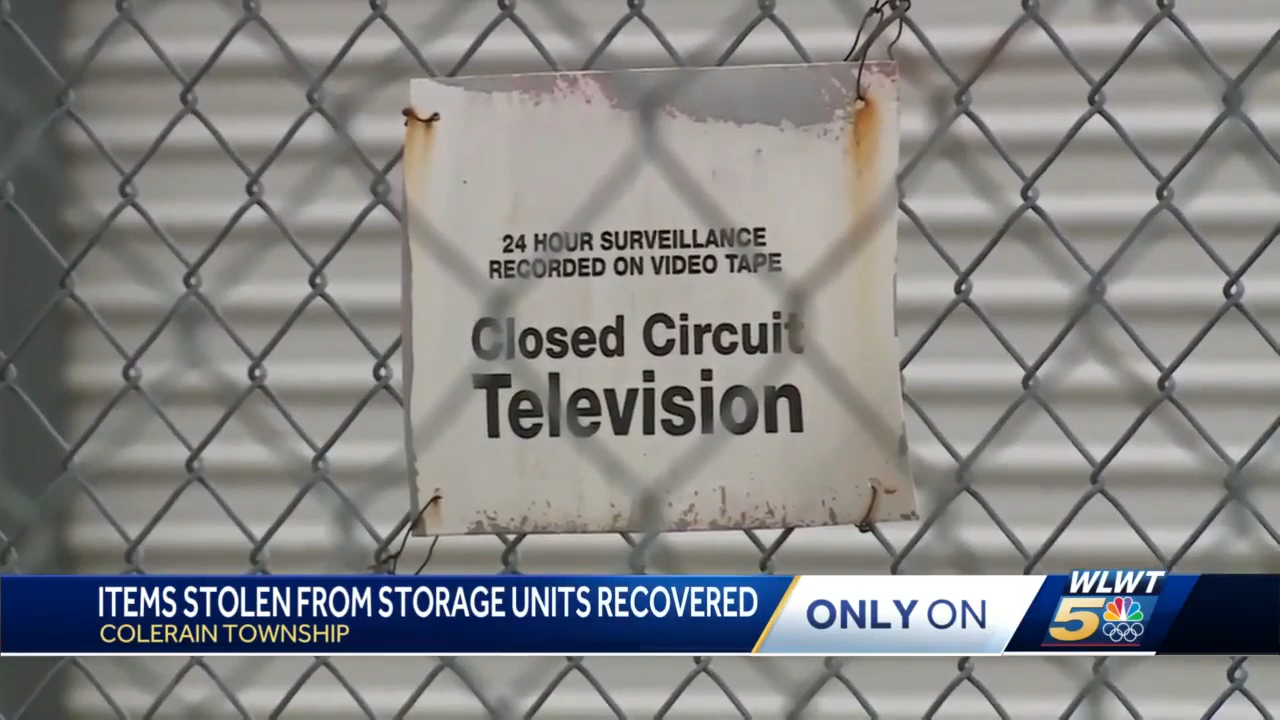 24 HOUR SURVEILLANCE
RECORDED ON VIDEO TAPE
Closed Circuit
Television
ITEMS STOLEN FROM STORAGE UNITS RECOVERED
COLERAIN TOWNSHIP
ONLY ON
WLWT
5